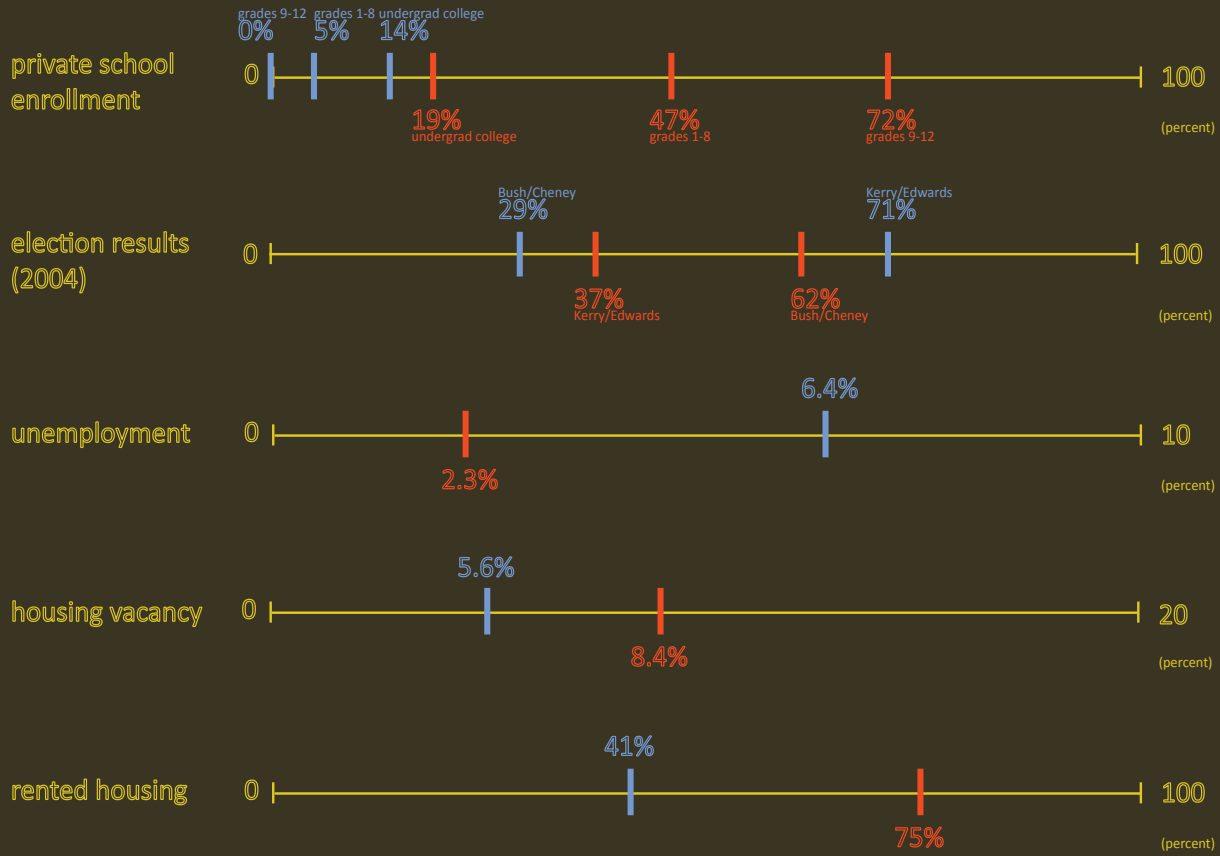 grades 9-12 grades 1-8 undergrad college
0% 5% 14%
private school
enrollment
0
100
19% 47% 72%
undergrad college grades 1-8 grades 9-12
(percent)
Bush/Cheney Kerry/Edwards
29% 71%
election results
(2004)
0
100
37% 62%
Kerry/Edwards Bush/Cheney
(percent)
6.4%
unemployment 0 10
2.3%
(percent)
5.6%
housing vacancy 0 20
8.4%
(percent)
41%
rented housing 0 100
75%
(percent)